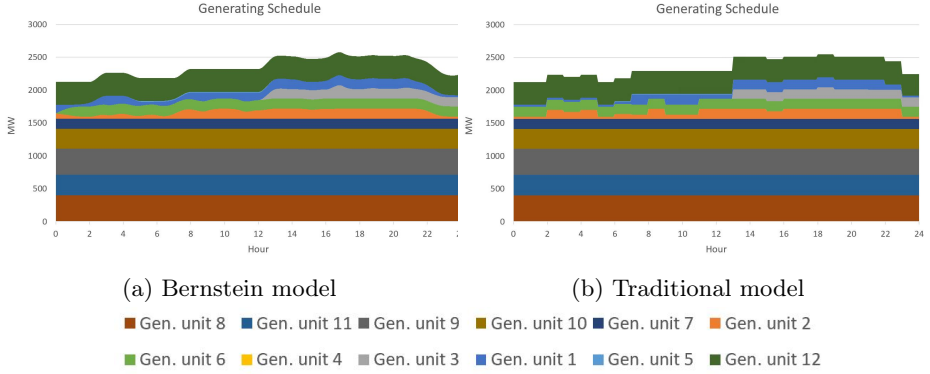 Generating Schedule
3000
2500
2000
1500
1000
500
0
MW
0 2 4 6 8 10 12 14 16 18 20 22
Hour
(a) Bernstein model
Generating Schedule
3000
2500
2000
1500
1000
500
0
MW
0 2 4 6 8 10 12 14 16 18 20 22 24
Hour
(b) Traditional model
Gen. unit 8 Gen. unit 11 Gen. unit 9 Gen. unit 10 Gen. unit 7 Gen. unit 2
Gen. unit 6 Gen. unit 4 Gen. unit 3 Gen. unit 1 Gen. unit 5 Gen. unit 12